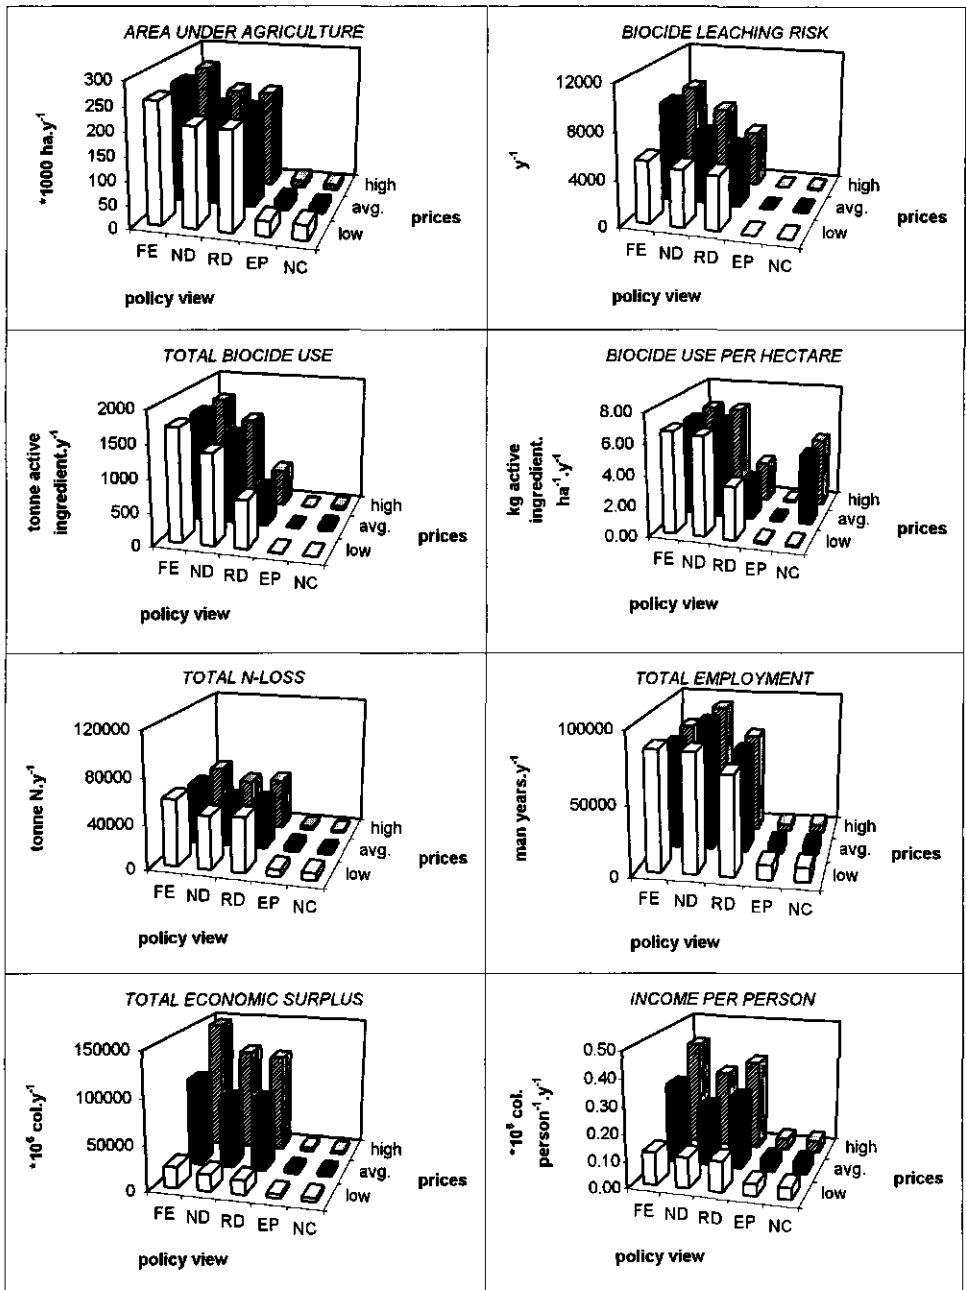 AREA UNDER AGRICULTURE
*1000 ha.y⁻¹
300
250
200
150
100
50
0
FE ND RD EP NC
high
avg.
low
prices
policy view
BIOCIDE LEACHING RISK
y⁻¹
12000
8000
4000
0
FE ND RD EP NC
high
avg.
low
prices
policy view
TOTAL BIOCIDE USE
tonne active
ingredient.y⁻¹
2000
1500
1000
500
0
FE ND RD EP NC
high
avg.
low
prices
policy view
BIOCIDE USE PER HECTARE
kg active
ingredient.
ha⁻¹.y⁻¹
8.00
6.00
4.00
2.00
0.00
FE ND RD EP NC
high
avg.
low
prices
policy view
TOTAL N-LOSS
tonne N.y⁻¹
120000
80000
40000
0
FE ND RD EP NC
high
avg.
low
prices
policy view
TOTAL EMPLOYMENT
man years.y⁻¹
100000
50000
0
FE ND RD EP NC
high
avg.
low
prices
policy view
TOTAL ECONOMIC SURPLUS
*10⁶ col.y⁻¹
150000
100000
50000
0
FE ND RD EP NC
high
avg.
low
prices
policy view
INCOME PER PERSON
*10⁶ col.
person⁻¹.y⁻¹
0.50
0.40
0.30
0.20
0.10
0.00
FE ND RD EP NC
high
avg.
low
prices
policy view